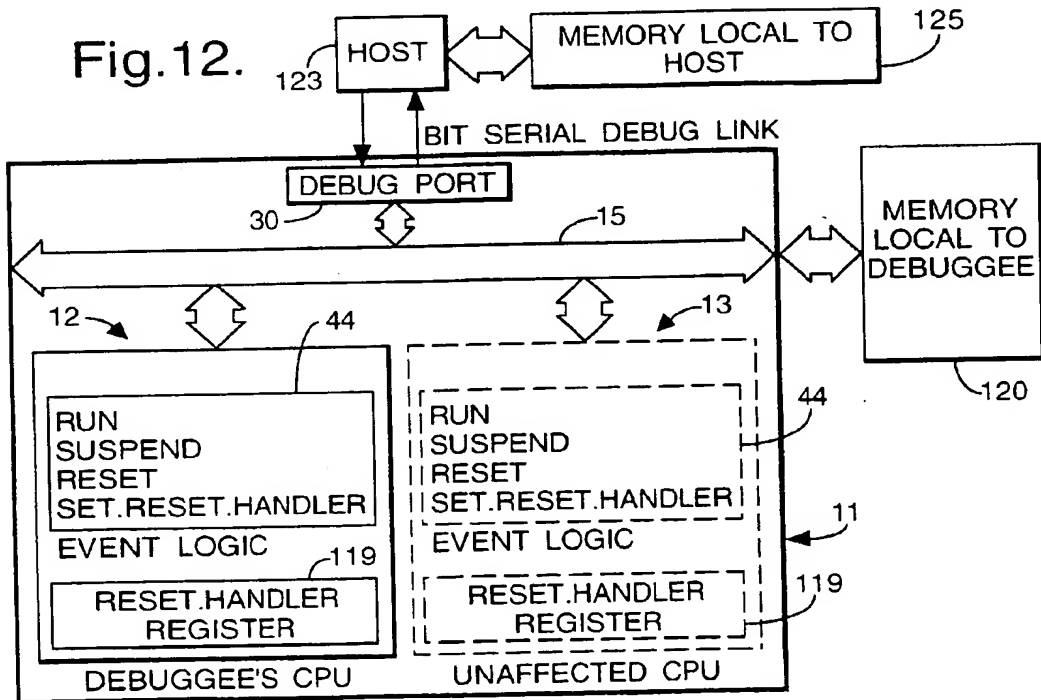 Fig.12.
HOST
123
MEMORY LOCAL TO
HOST
125
BIT SERIAL DEBUG LINK
DEBUG PORT
30
15
MEMORY
LOCAL TO
DEBUGGEE
120
12
44
13
RUN
SUSPEND
RESET
SET.RESET.HANDLER
EVENT LOGIC
119
RESET.HANDLER
REGISTER
DEBUGGEE'S CPU
RUN
SUSPEND
RESET
SET.RESET.HANDLER
44
EVENT LOGIC
11
RESET.HANDLER
REGISTER
119
UNAFFECTED CPU